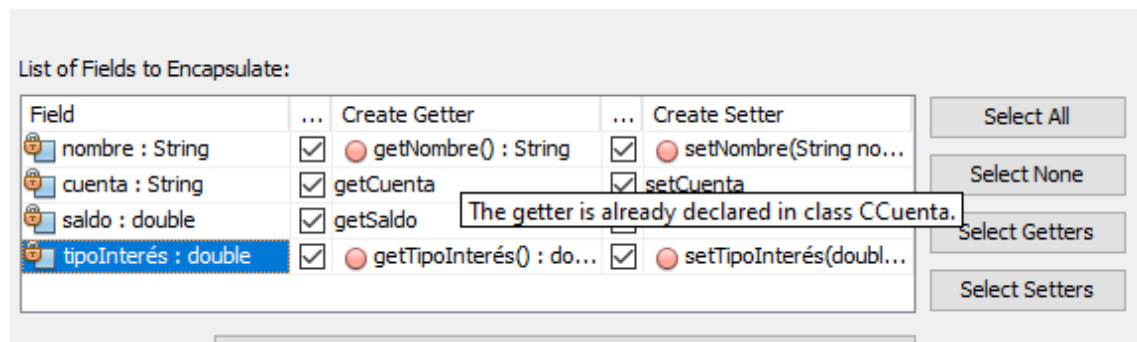 List of Fields to Encapsulate:
Field ... Create Getter ... Create Setter
nombre : String getNombre() : String setNombre(String no...
cuenta : String getCuenta setCuenta
saldo : double getSaldo
The getter is already declared in class CCuenta.
tipoInterés : double getTipoInterés() : do... setTipoInterés(doubl...
Select All
Select None
Select Getters
Select Setters